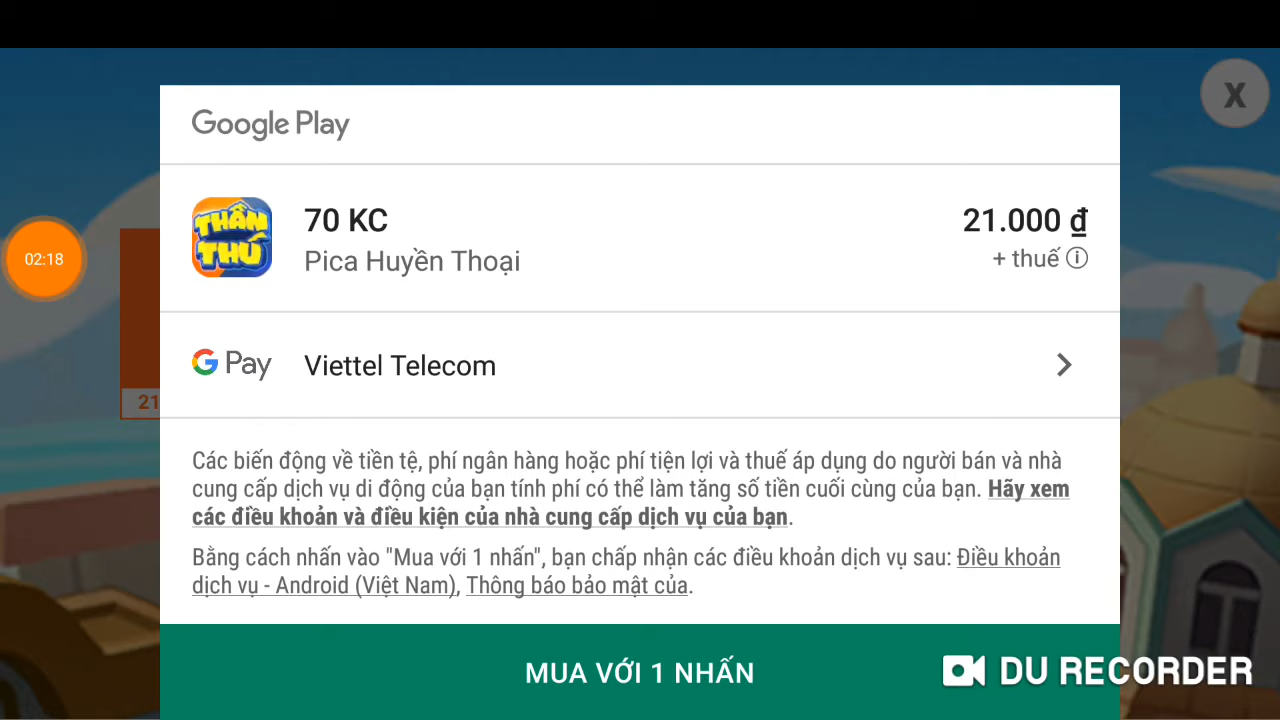 Google Play
X
THẦN
THÚ
70 KC
21.000 ₫
Pica Huyền Thoại
+ thuế
02:18
G Pay
Viettel Telecom
21
Các biến động về tiền tệ, phí ngân hàng hoặc phí tiện lợi và thuế áp dụng do người bán và nhà
cung cấp dịch vụ di động của bạn tính phí có thể làm tăng số tiền cuối cùng của bạn. Hãy xem
các điều khoản và điều kiện của nhà cung cấp dịch vụ của bạn.
Bằng cách nhấn vào "Mua với 1 nhấn", bạn chấp nhận các điều khoản dịch vụ sau: Điều khoản
dịch vụ - Android (Việt Nam), Thông báo bảo mật của.
MUA VỚI 1 NHẤN
DU RECORDER